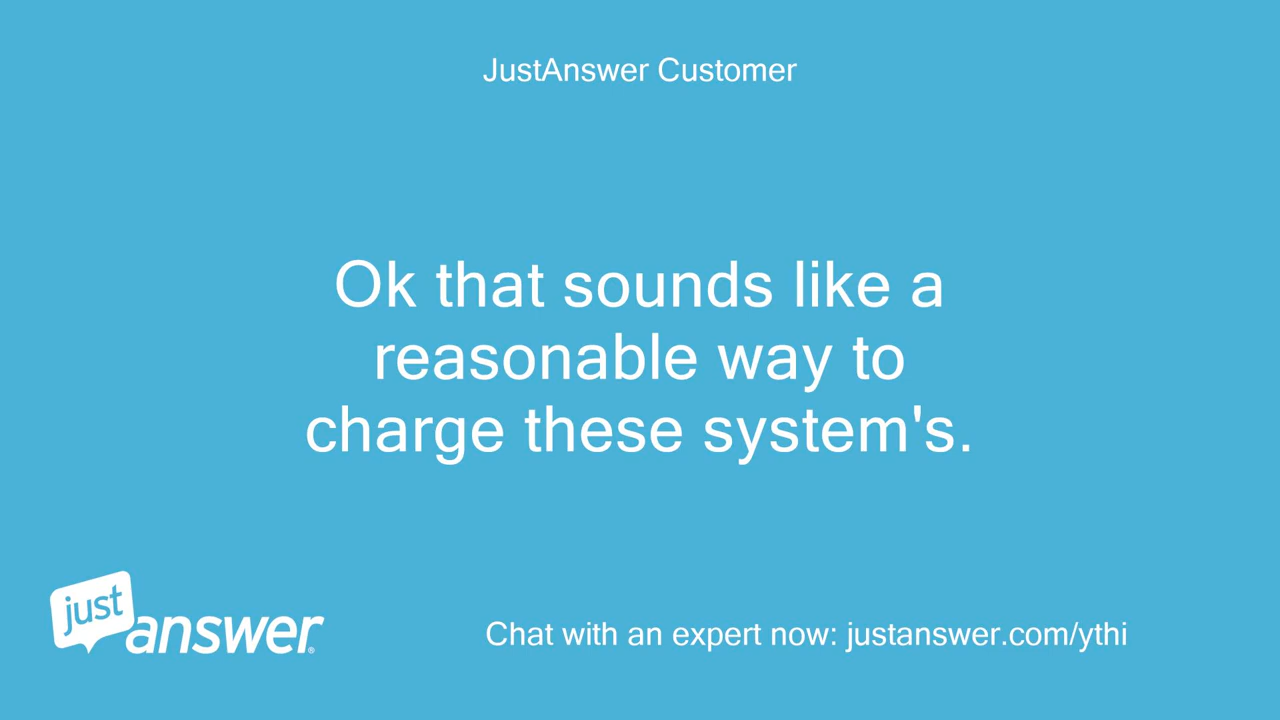 JustAnswer Customer
Ok that sounds like a
reasonable way to
charge these system's.
just
answer®
Chat with an expert now: justanswer.com/ythi